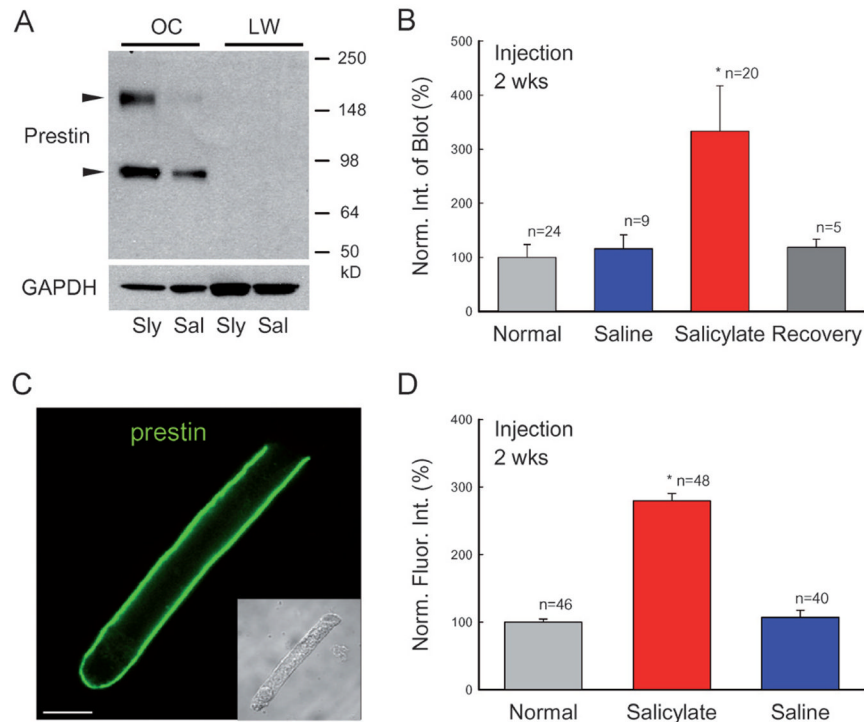 A
OC LW
250
148
Prestin
98
64
50
kD
GAPDH
Sly Sal Sly Sal
B
Injection
2 wks
Norm. Int. of Blot (%)
500
400
300
200
100
0
n=24
n=9
* n=20
n=5
Normal Saline Salicylate Recovery
C
prestin
D
Injection
2 wks
Norm. Fluor. Int. (%)
400
300
200
100
0
n=46
* n=48
n=40
Normal Salicylate Saline